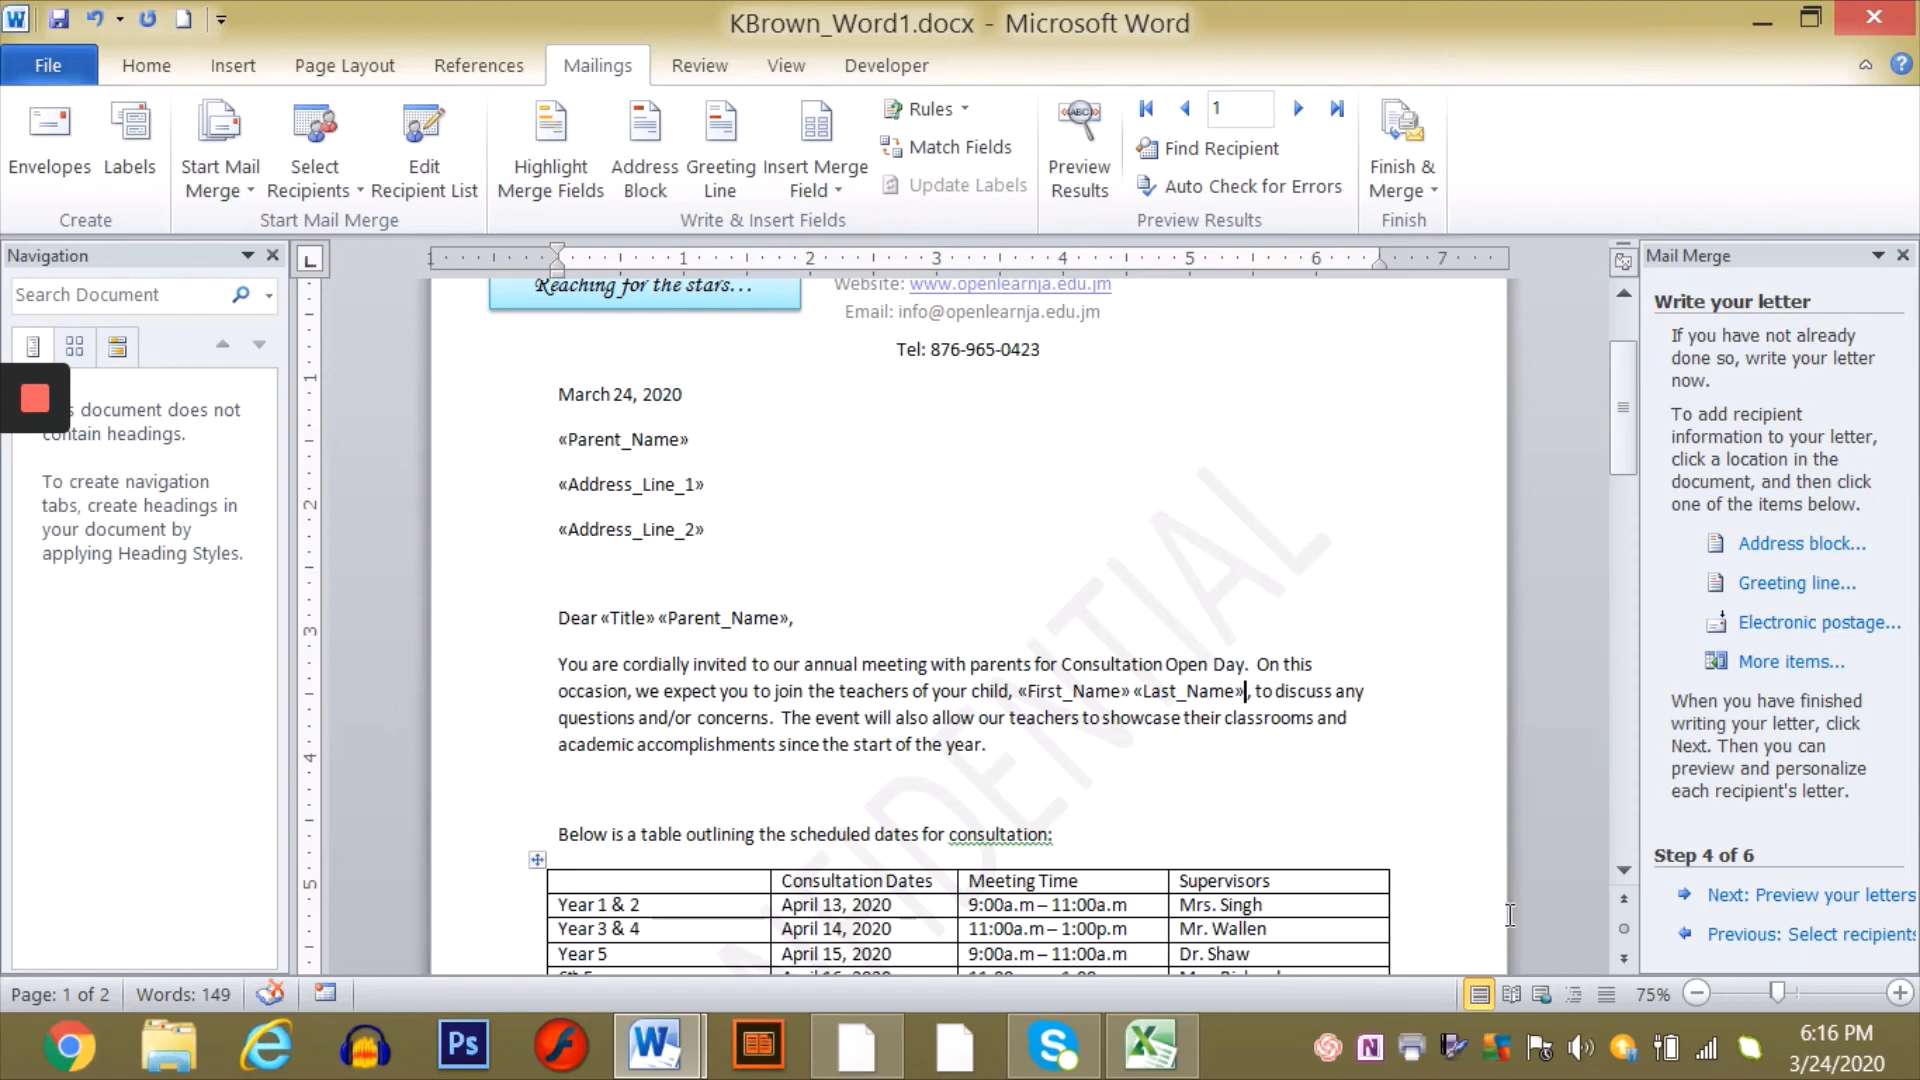 KBrown_Word1.docx - Microsoft Word
File Home Insert Page Layout References Mailings Review View Developer
Envelopes
Labels
Create
Start Mail
Merge
Select
Recipients
Edit
Recipient List
Start Mail Merge
Highlight
Merge Fields
Address
Block
Greeting
Line
Insert Merge
Field
Rules
Match Fields
Update Labels
Write & Insert Fields
Preview
Results
1
Find Recipient
Auto Check for Errors
Preview Results
Finish &
Merge
Finish
Navigation
Search Document
document does not
contain headings.
To create navigation
tabs, create headings in
your document by
applying Heading Styles.
1 2 3 4 5 6 7
1
2
3
4
5
Reaching for the stars…
Website: www.openlearnja.edu.jm
Email: info@openlearnja.edu.jm
Tel: 876-965-0423
March 24, 2020
«Parent_Name»
«Address_Line_1»
«Address_Line_2»
Dear «Title» «Parent_Name»,
You are cordially invited to our annual meeting with parents for Consultation Open Day.  On this
occasion, we expect you to join the teachers of your child, «First_Name» «Last_Name», to discuss any
questions and/or concerns.  The event will also allow our teachers to showcase their classrooms and
academic accomplishments since the start of the year.
Below is a table outlining the scheduled dates for consultation:
Consultation Dates Meeting Time Supervisors
Year 1 & 2 April 13, 2020 9:00a.m – 11:00a.m Mrs. Singh
Year 3 & 4 April 14, 2020 11:00a.m – 1:00p.m Mr. Wallen
Year 5 April 15, 2020 9:00a.m – 11:00a.m Dr. Shaw
Mail Merge
Write your letter
If you have not already
done so, write your letter
now.
To add recipient
information to your letter,
click a location in the
document, and then click
one of the items below.
Address block...
Greeting line...
Electronic postage...
More items...
When you have finished
writing your letter, click
Next. Then you can
preview and personalize
each recipient's letter.
Step 4 of 6
Next: Preview your letters
Previous: Select recipients
Page: 1 of 2 Words: 149 75%
Ps
6:16 PM
3/24/2020